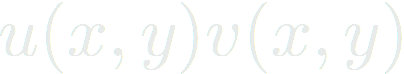 u(x, y)v(x, y)